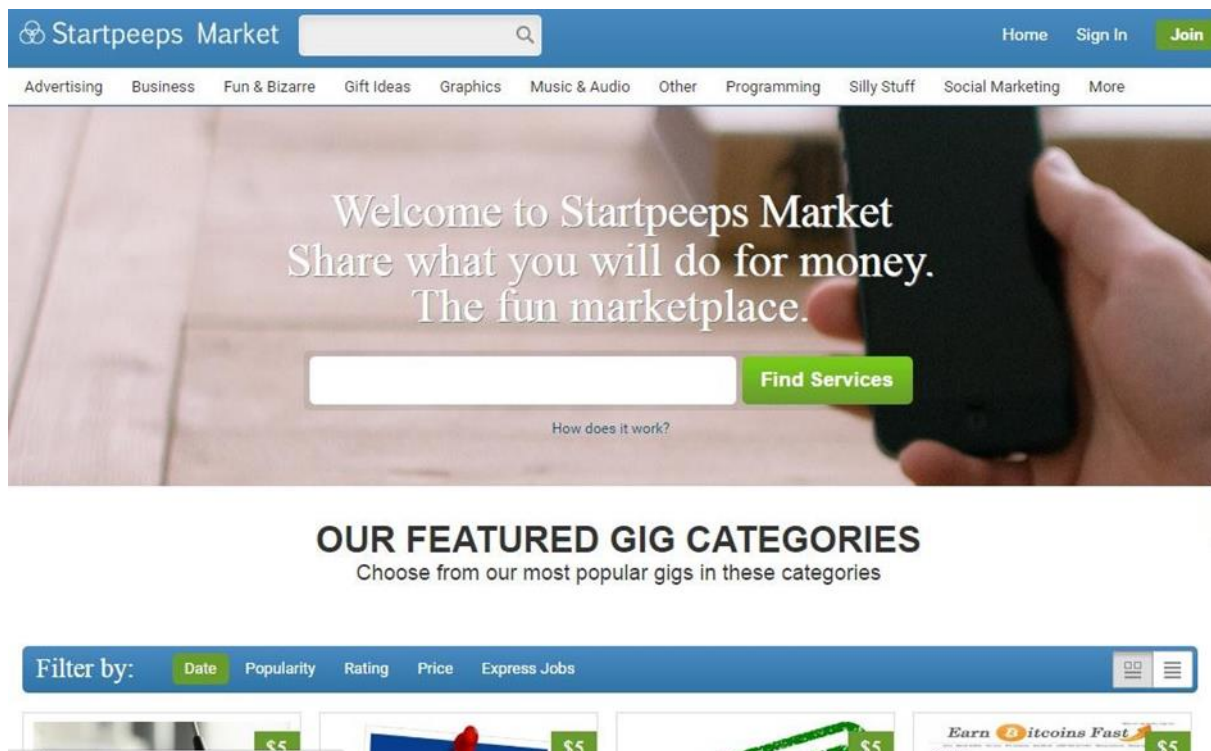 Startpeeps Market
Home Sign In Join
Advertising Business Fun & Bizarre Gift Ideas Graphics Music & Audio Other Programming Silly Stuff Social Marketing More
Welcome to Startpeeps Market
Share what you will do for money.
The fun marketplace.
Find Services
How does it work?
OUR FEATURED GIG CATEGORIES
Choose from our most popular gigs in these categories
Filter by: Date Popularity Rating Price Express Jobs
$5 $5 $5 $5
Earn Bitcoins Fast